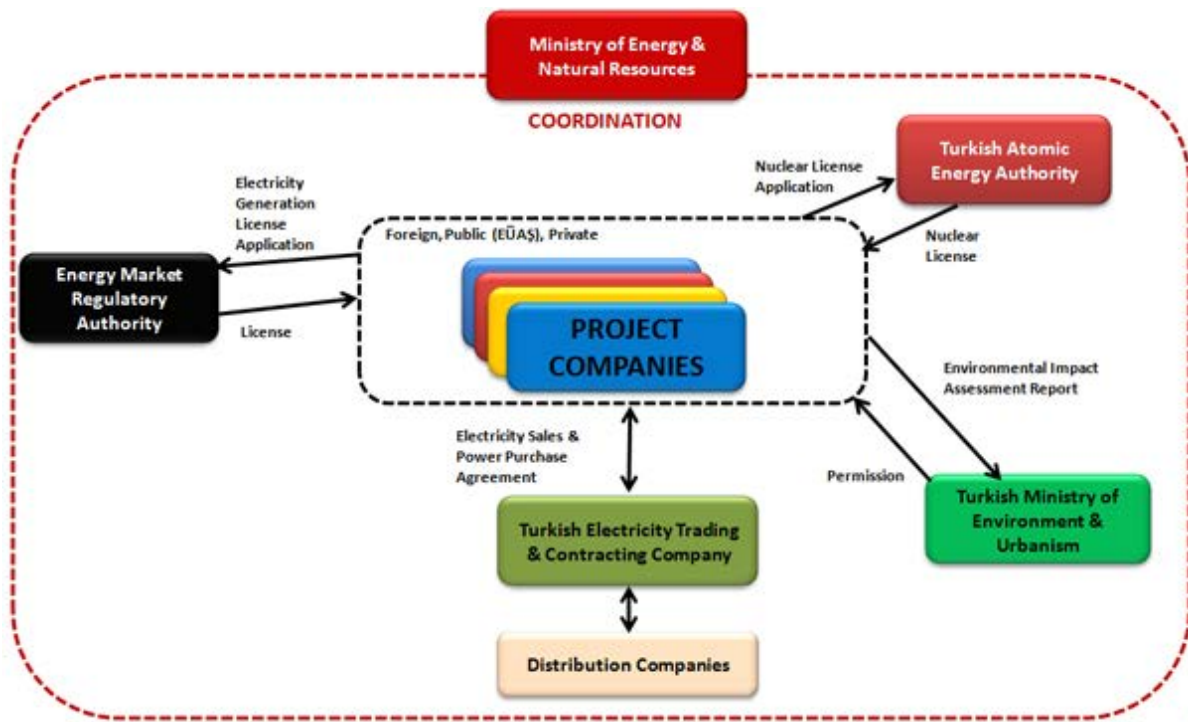 Ministry of Energy &
Natural Resources
COORDINATION
Turkish Atomic
Energy Authority
Nuclear License
Application
Nuclear
License
Electricity
Generation
License
Application
Foreign, Public (EÜAŞ), Private
Energy Market
Regulatory
Authority
License
PROJECT
COMPANIES
Environmental Impact
Assessment Report
Electricity Sales &
Power Purchase
Agreement
Permission
Turkish Ministry of
Environment &
Urbanism
Turkish Electricity Trading
& Contracting Company
Distribution Companies